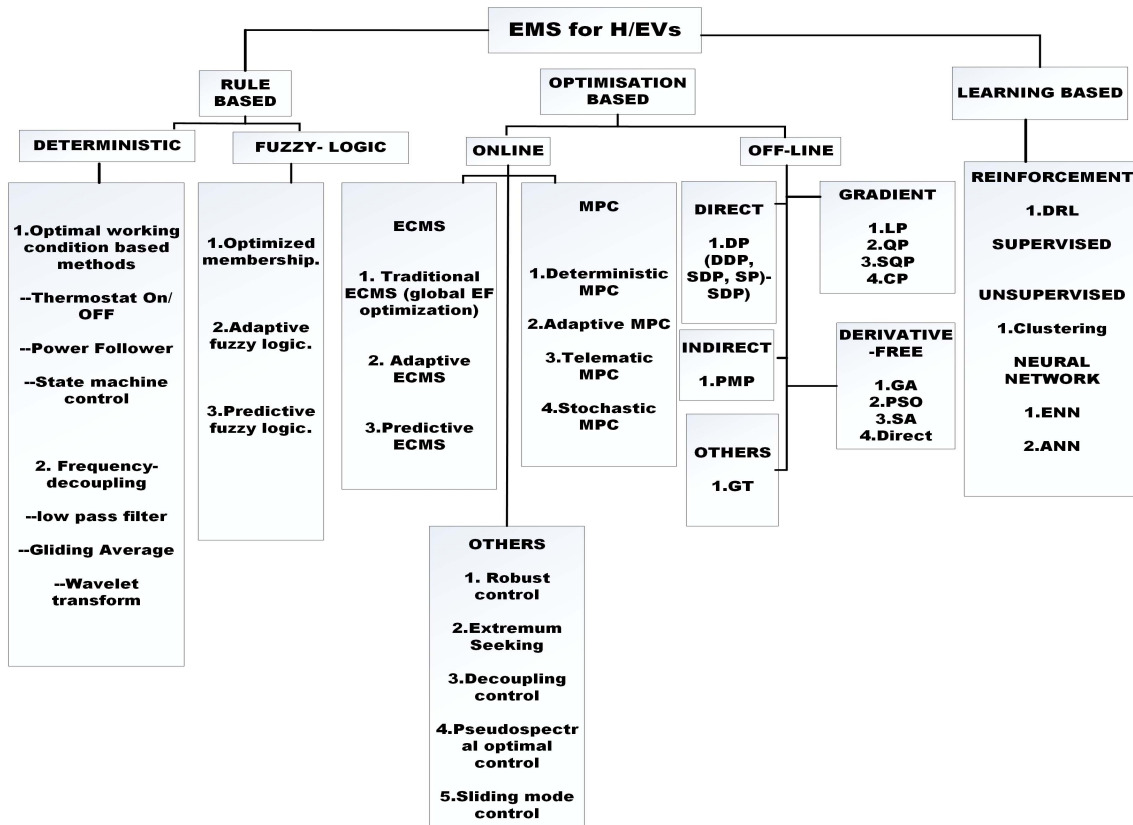 EMS for H/EVs
RULE
BASED
OPTIMISATION
BASED
LEARNING BASED
DETERMINISTIC
FUZZY- LOGIC
ONLINE
OFF-LINE
1.Optimal working
condition based
methods
--Thermostat On/
OFF
--Power Follower
--State machine
control
2. Frequency-
decoupling
--low pass filter
--Gliding Average
--Wavelet
transform
1.Optimized
membership.
2.Adaptive
fuzzy logic.
3.Predictive
fuzzy logic.
ECMS
1. Traditional
ECMS (global EF
optimization)
2. Adaptive
ECMS
3.Predictive
ECMS
MPC
1.Deterministic
MPC
2.Adaptive MPC
3.Telematic
MPC
4.Stochastic
MPC
OTHERS
1. Robust
control
2.Extremum
Seeking
3.Decoupling
control
4.Pseudospectr
al optimal
control
5.Sliding mode
control
DIRECT
1.DP
(DDP,
SDP, SP)-
SDP)
INDIRECT
1.PMP
OTHERS
1.GT
GRADIENT
1.LP
2.QP
3.SQP
4.CP
DERIVATIVE
-FREE
1.GA
2.PSO
3.SA
4.Direct
REINFORCEMENT
1.DRL
SUPERVISED
UNSUPERVISED
1.Clustering
NEURAL
NETWORK
1.ENN
2.ANN